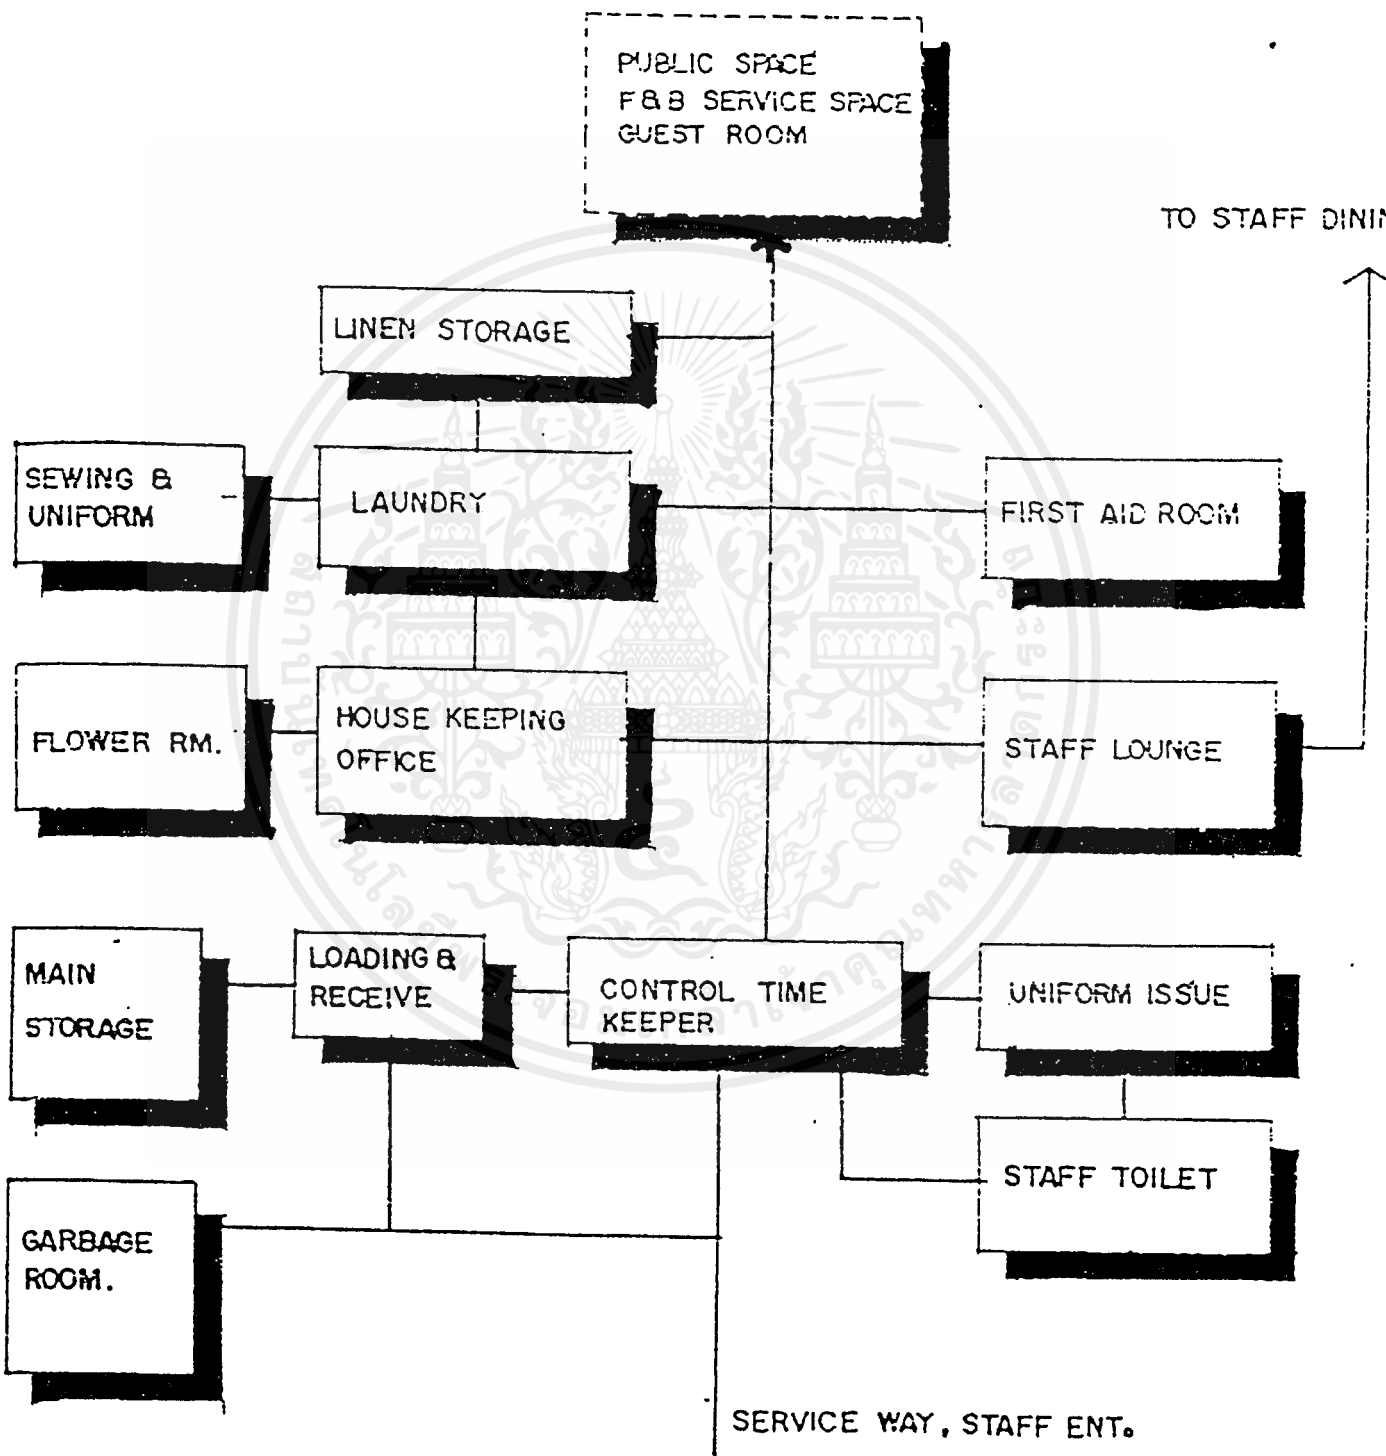 PUBLIC SPACE
F & B SERVICE SPACE
GUEST ROOM
TO STAFF DININ
LINEN STORAGE
SEWING &
UNIFORM
LAUNDRY
FIRST AID ROOM
FLOWER RM.
HOUSE KEEPING
OFFICE
STAFF LOUNGE
MAIN
STORAGE
LOADING &
RECEIVE
CONTROL TIME
KEEPER
UNIFORM ISSUE
STAFF TOILET
GARBAGE
ROOM.
SERVICE WAY, STAFF ENT.